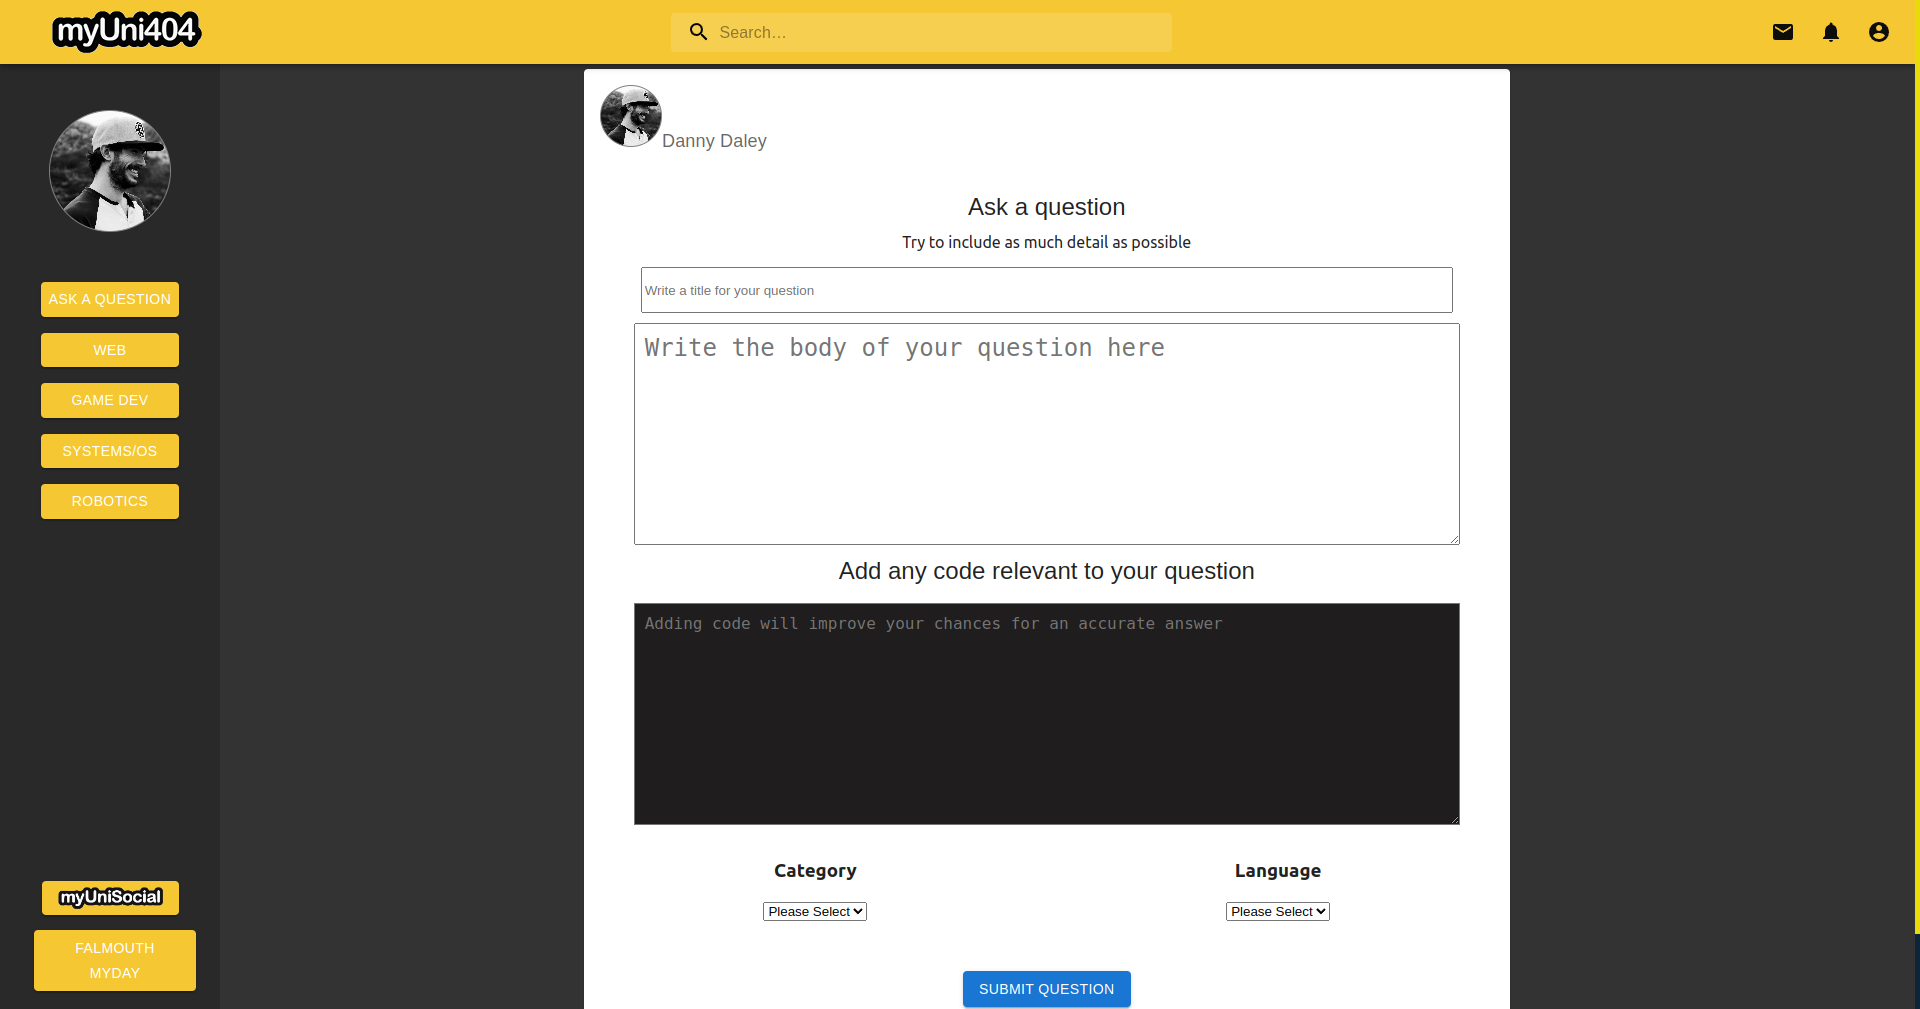 myUni404
Search…
Danny Daley
Ask a question
Try to include as much detail as possible
Write a title for your question
Write the body of your question here
Add any code relevant to your question
Adding code will improve your chances for an accurate answer
Category
Language
Please Select
Please Select
SUBMIT QUESTION
ASK A QUESTION
WEB
GAME DEV
SYSTEMS/OS
ROBOTICS
myUniSocial
FALMOUTH
MYDAY